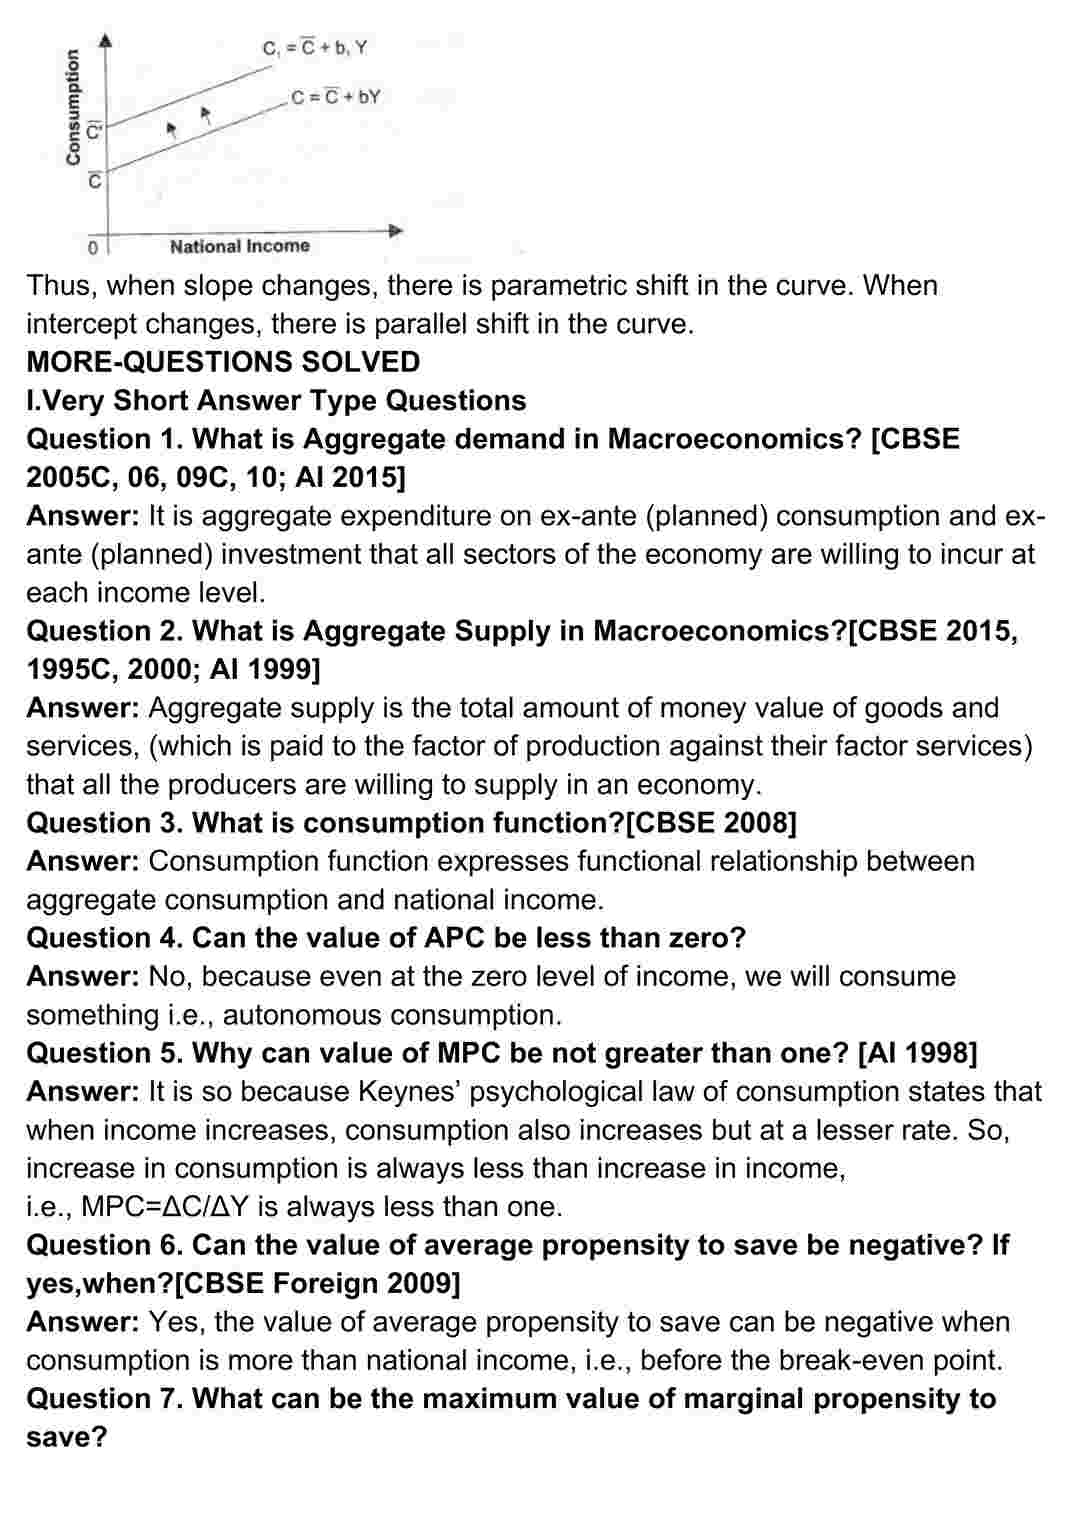 C₁ = C̅ + b₁ Y
C = C̅ + bY
Consumption
C̅'
C̅
0
National Income
Thus, when slope changes, there is parametric shift in the curve. When
intercept changes, there is parallel shift in the curve.
MORE-QUESTIONS SOLVED
I.Very Short Answer Type Questions
Question 1. What is Aggregate demand in Macroeconomics? [CBSE
2005C, 06, 09C, 10; AI 2015]
Answer: It is aggregate expenditure on ex-ante (planned) consumption and ex-
ante (planned) investment that all sectors of the economy are willing to incur at
each income level.
Question 2. What is Aggregate Supply in Macroeconomics?[CBSE 2015,
1995C, 2000; AI 1999]
Answer: Aggregate supply is the total amount of money value of goods and
services, (which is paid to the factor of production against their factor services)
that all the producers are willing to supply in an economy.
Question 3. What is consumption function?[CBSE 2008]
Answer: Consumption function expresses functional relationship between
aggregate consumption and national income.
Question 4. Can the value of APC be less than zero?
Answer: No, because even at the zero level of income, we will consume
something i.e., autonomous consumption.
Question 5. Why can value of MPC be not greater than one? [AI 1998]
Answer: It is so because Keynes’ psychological law of consumption states that
when income increases, consumption also increases but at a lesser rate. So,
increase in consumption is always less than increase in income,
i.e., MPC=ΔC/ΔY is always less than one.
Question 6. Can the value of average propensity to save be negative? If
yes,when?[CBSE Foreign 2009]
Answer: Yes, the value of average propensity to save can be negative when
consumption is more than national income, i.e., before the break-even point.
Question 7. What can be the maximum value of marginal propensity to
save?